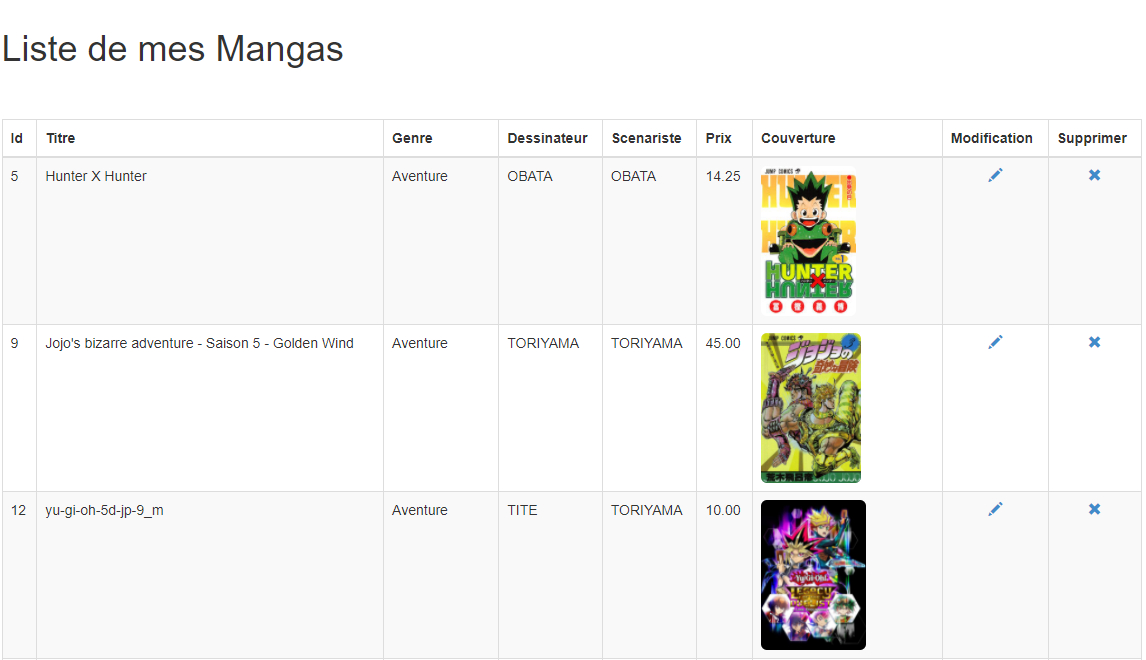 Liste de mes Mangas
Id Titre Genre Dessinateur Scenariste Prix Couverture Modification Supprimer
5 Hunter X Hunter Aventure OBATA OBATA 14.25
JUMP COMICS
HUNTER
HUNTER
HUNTER
HUNTER
9 Jojo's bizarre adventure - Saison 5 - Golden Wind Aventure TORIYAMA TORIYAMA 45.00
JUMP COMICS
ジョジョの
奇妙な冒険
12 yu-gi-oh-5d-jp-9_m Aventure TITE TORIYAMA 10.00
Yu-Gi-Oh!
LEGACY